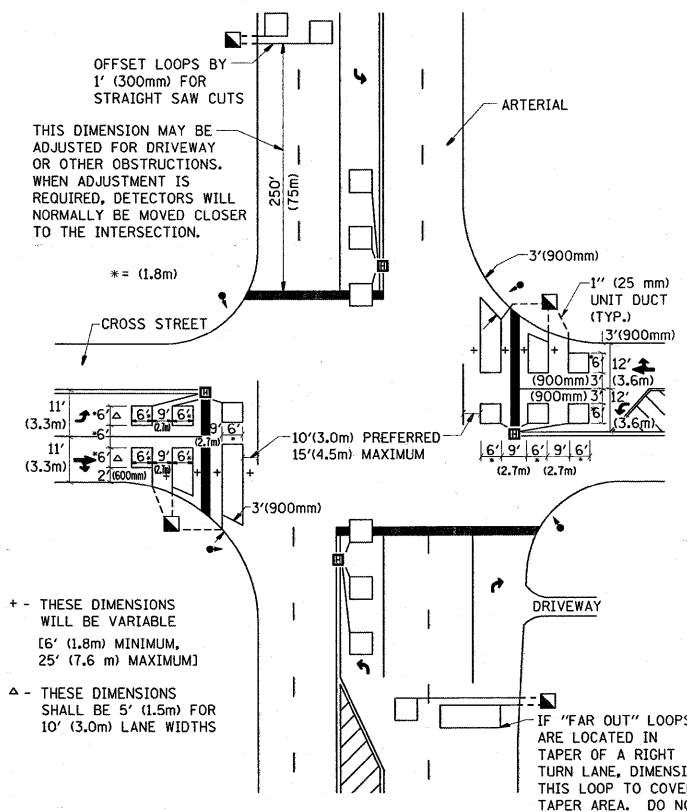 OFFSET LOOPS BY
1' (300mm) FOR
STRAIGHT SAW CUTS
ARTERIAL
THIS DIMENSION MAY BE
ADJUSTED FOR DRIVEWAY
OR OTHER OBSTRUCTIONS.
WHEN ADJUSTMENT IS
REQUIRED, DETECTORS WILL
NORMALLY BE MOVED CLOSER
TO THE INTERSECTION.
250'
(75m)
*= (1.8m)
3'(900mm)
1" (25 mm)
UNIT DUCT
(TYP.)
CROSS STREET
3'(900mm)
*6'
12'
(3.6m)
(900mm) 3'
(900mm) 3'
12'
*6'
(3.6m)
11'
(3.3m)
*6' Δ 6'* 9' 6'*
(2.7m)
*6'
9' 6'
(2.7m) *
11'
(3.3m)
*6' Δ 6'* 9' 6'*
2' (600mm) (2.7m)
10'(3.0m) PREFERRED
15'(4.5m) MAXIMUM
6' 9' 6' 9' 6'
* (2.7m) * (2.7m) *
3'(900mm)
+ - THESE DIMENSIONS
WILL BE VARIABLE
[6' (1.8m) MINIMUM,
25' (7.6 m) MAXIMUM]
DRIVEWAY
Δ - THESE DIMENSIONS
SHALL BE 5' (1.5m) FOR
10' (3.0m) LANE WIDTHS
IF "FAR OUT" LOOPS
ARE LOCATED IN
TAPER OF A RIGHT
TURN LANE, DIMENSI
THIS LOOP TO COVE
TAPER AREA. DO NO